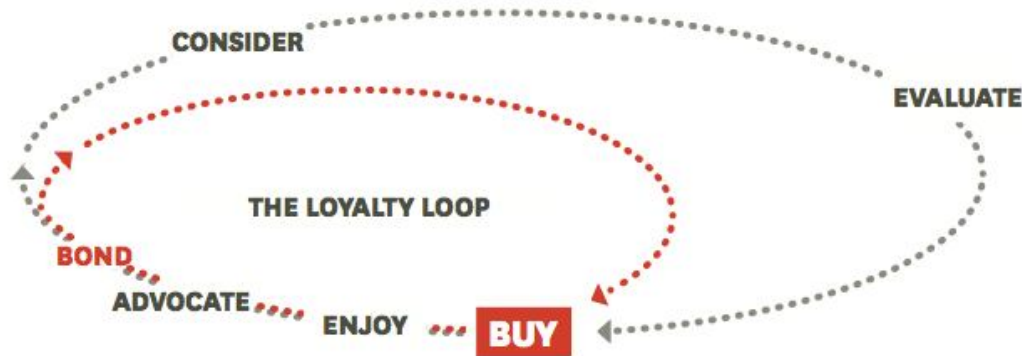 CONSIDER
EVALUATE
THE LOYALTY LOOP
BOND
ADVOCATE
ENJOY
BUY